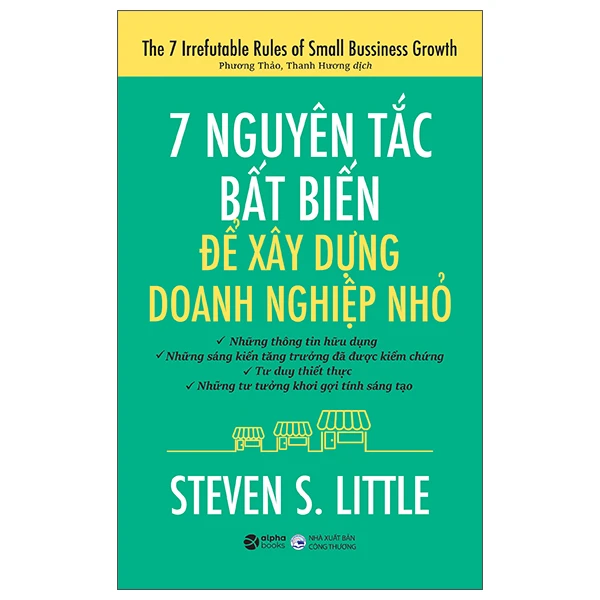 The 7 Irrefutable Rules of Small Bussiness Growth
Phương Thảo, Thanh Hương dịch
7 NGUYÊN TẮC
BẤT BIẾN
ĐỂ XÂY DỰNG
DOANH NGHIỆP NHỎ
✓ Những thông tin hữu dụng
✓Những sáng kiến tăng trưởng đã được kiểm chứng
✓ Tư duy thiết thực
✓ Những tư tưởng khơi gợi tính sáng tạo
STEVEN S. LITTLE
alpha books
NHÀ XUẤT BẢN
CÔNG THƯƠNG